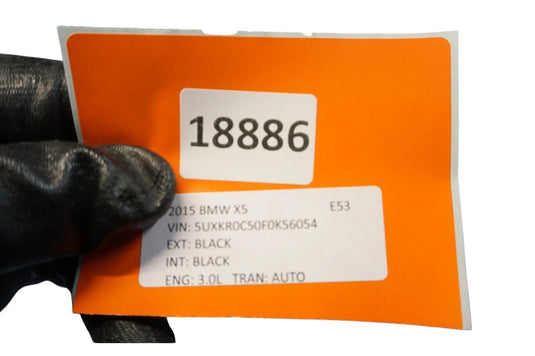 18886
2015 BMW X5 E53
VIN: 5UXKR0C50F0K56054
EXT: BLACK
INT: BLACK
ENG: 3.0L TRAN: AUTO